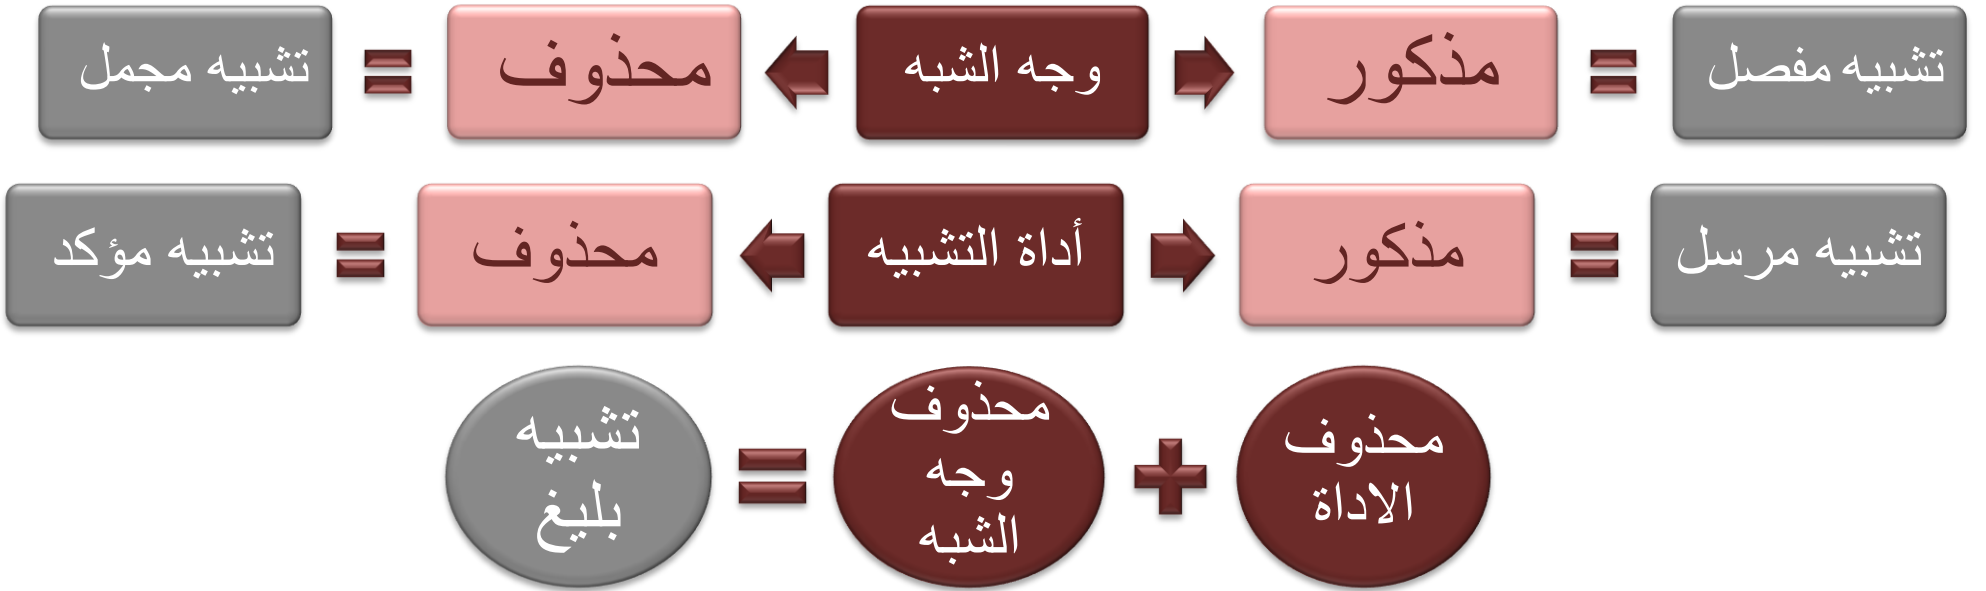 تشبيه مفصل = مذكور وجه الشبه محذوف = تشبيه مجمل
تشبيه مرسل = مذكور أداة التشبيه محذوف = تشبيه مؤكد
محذوف
الاداة
+
محذوف
وجه
الشبه
=
تشبيه
بليغ